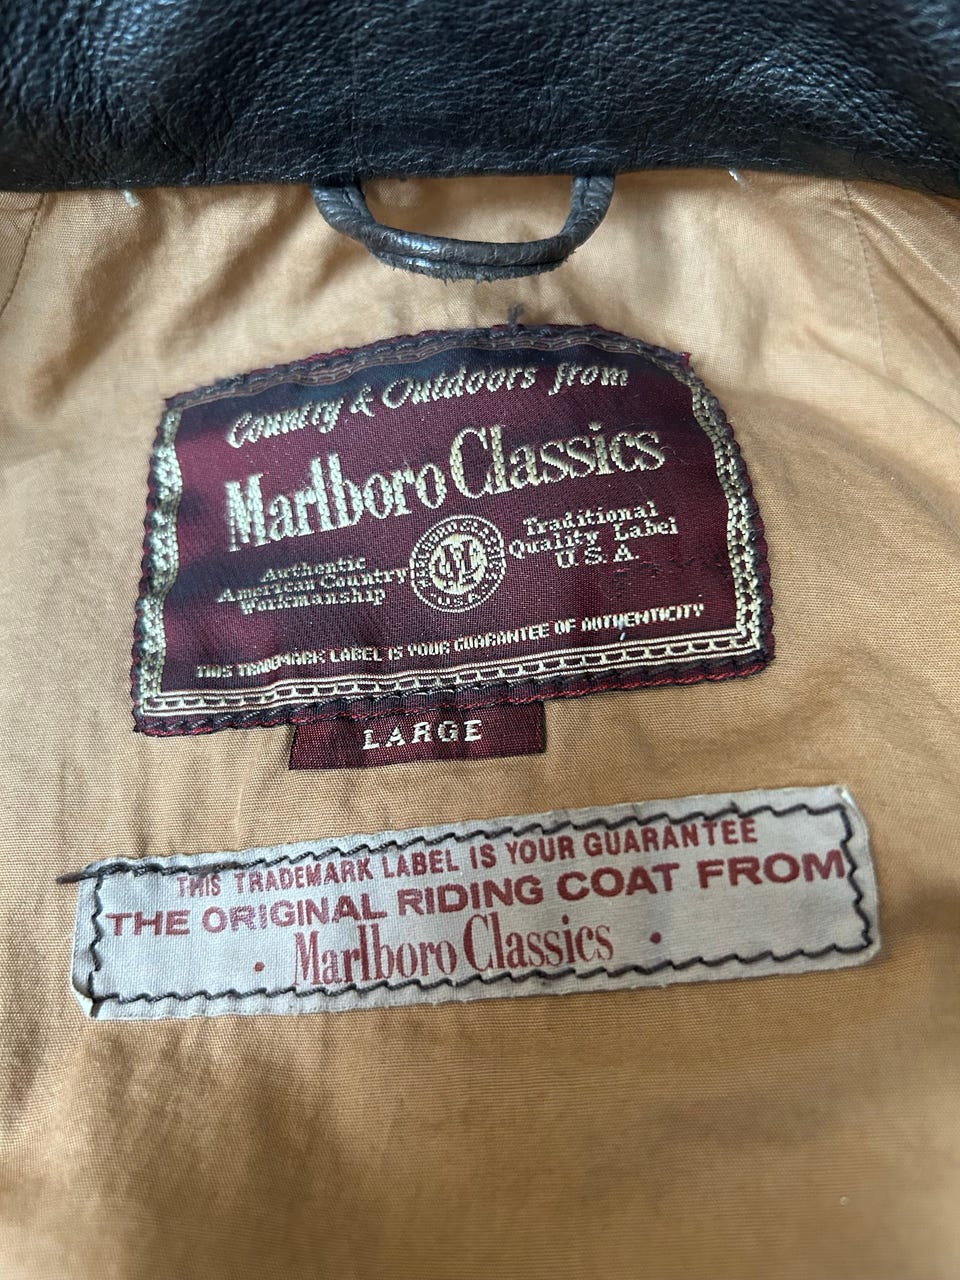 Country & Outdoors from
Marlboro Classics
Authentic
American Country
Workmanship
Traditional
Quality Label
U.S.A.
U.S.A.
THIS TRADEMARK LABEL IS YOUR GUARANTEE OF AUTHENTICITY
LARGE
THIS TRADEMARK LABEL IS YOUR GUARANTEE
THE ORIGINAL RIDING COAT FROM
• Marlboro Classics •